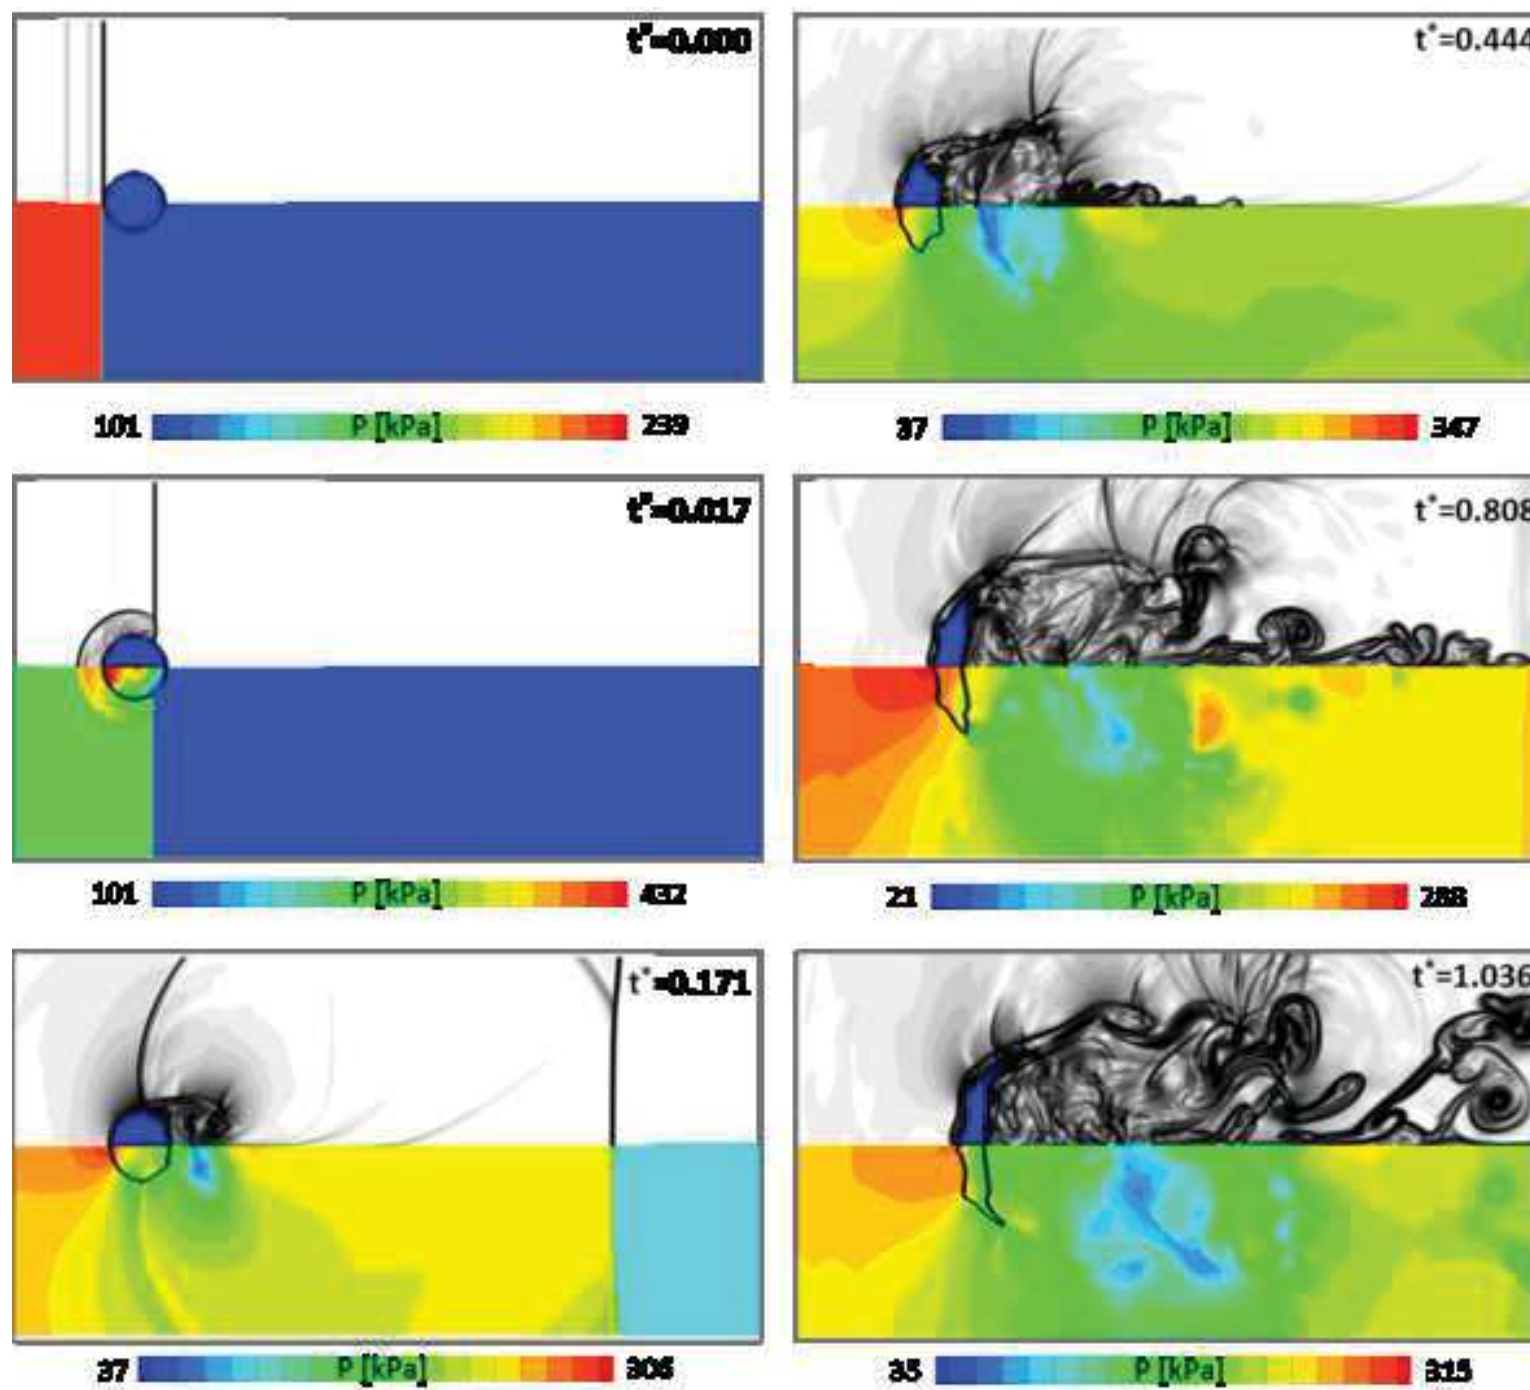 t*=0.000
t*=0.444
101 P [kPa] 239
37 P [kPa] 347
t*=0.017
t*=0.808
101 P [kPa] 432
21 P [kPa] 288
t*=0.171
t*=1.036
37 P [kPa] 306
35 P [kPa] 315